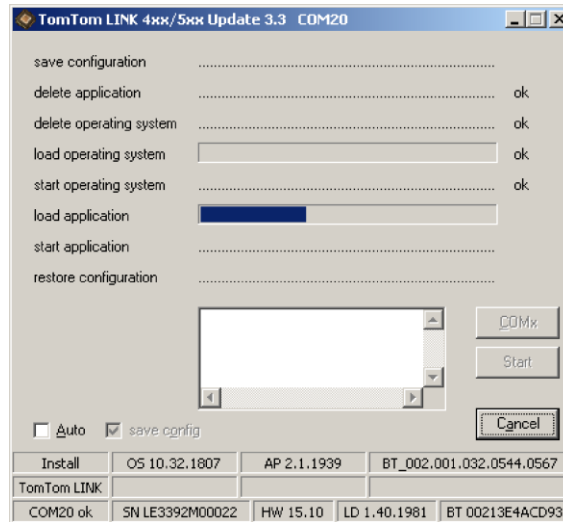 TomTom LINK 4xx/5xx Update 3.3 COM20
save configuration ................................................
delete application ................................................ ok
delete operating system ................................................ ok
load operating system ok
start operating system ................................................ ok
load application
start application ................................................
restore configuration ................................................
COMx
Start
Cancel
Auto save config
Install OS 10.32.1807 AP 2.1.1939 BT_002.001.032.0544.0567
TomTom LINK
COM20 ok SN LE3392M00022 HW 15.10 LD 1.40.1981 BT 00213E4ACD93